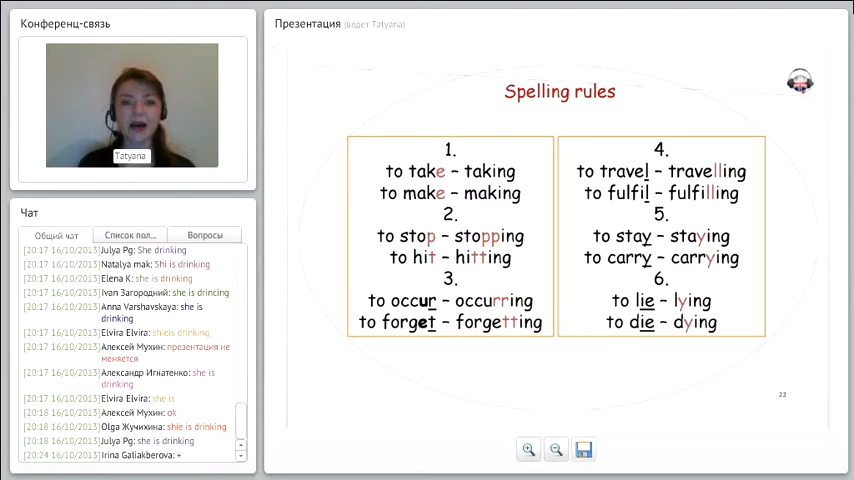 Конференц-связь
Tatyana
Чат
Общий чат Список пол... Вопросы
[20:17 16/10/2013]Julya Pg: She drinking
[20:17 16/10/2013]Natalya mak: Shi is drinking
[20:17 16/10/2013]Elena K: she is drinking
[20:17 16/10/2013]Ivan Загородний: she is drincing
[20:17 16/10/2013]Anna Varshavskaya: she is
drinking
[20:17 16/10/2013]Elvira Elvira: shieis drinking
[20:17 16/10/2013]Алексей Мухин: презентация не
меняется
[20:17 16/10/2013]Александр Игнатенко: she is
drinking
[20:17 16/10/2013]Elvira Elvira: she is
[20:18 16/10/2013]Алексей Мухин: ok
[20:18 16/10/2013]Olga Жучихина: shie is drinking
[20:18 16/10/2013]Julya Pg: she is drinking
[20:24 16/10/2013]Irina Galiakberova: +
Презентация (ведет Tatyana)
Spelling rules
1.
to take – taking
to make – making
2.
to stop – stopping
to hit – hitting
3.
to occur – occurring
to forget – forgetting
4.
to travel – travelling
to fulfil – fulfilling
5.
to stay – staying
to carry – carrying
6.
to lie – lying
to die – dying
22